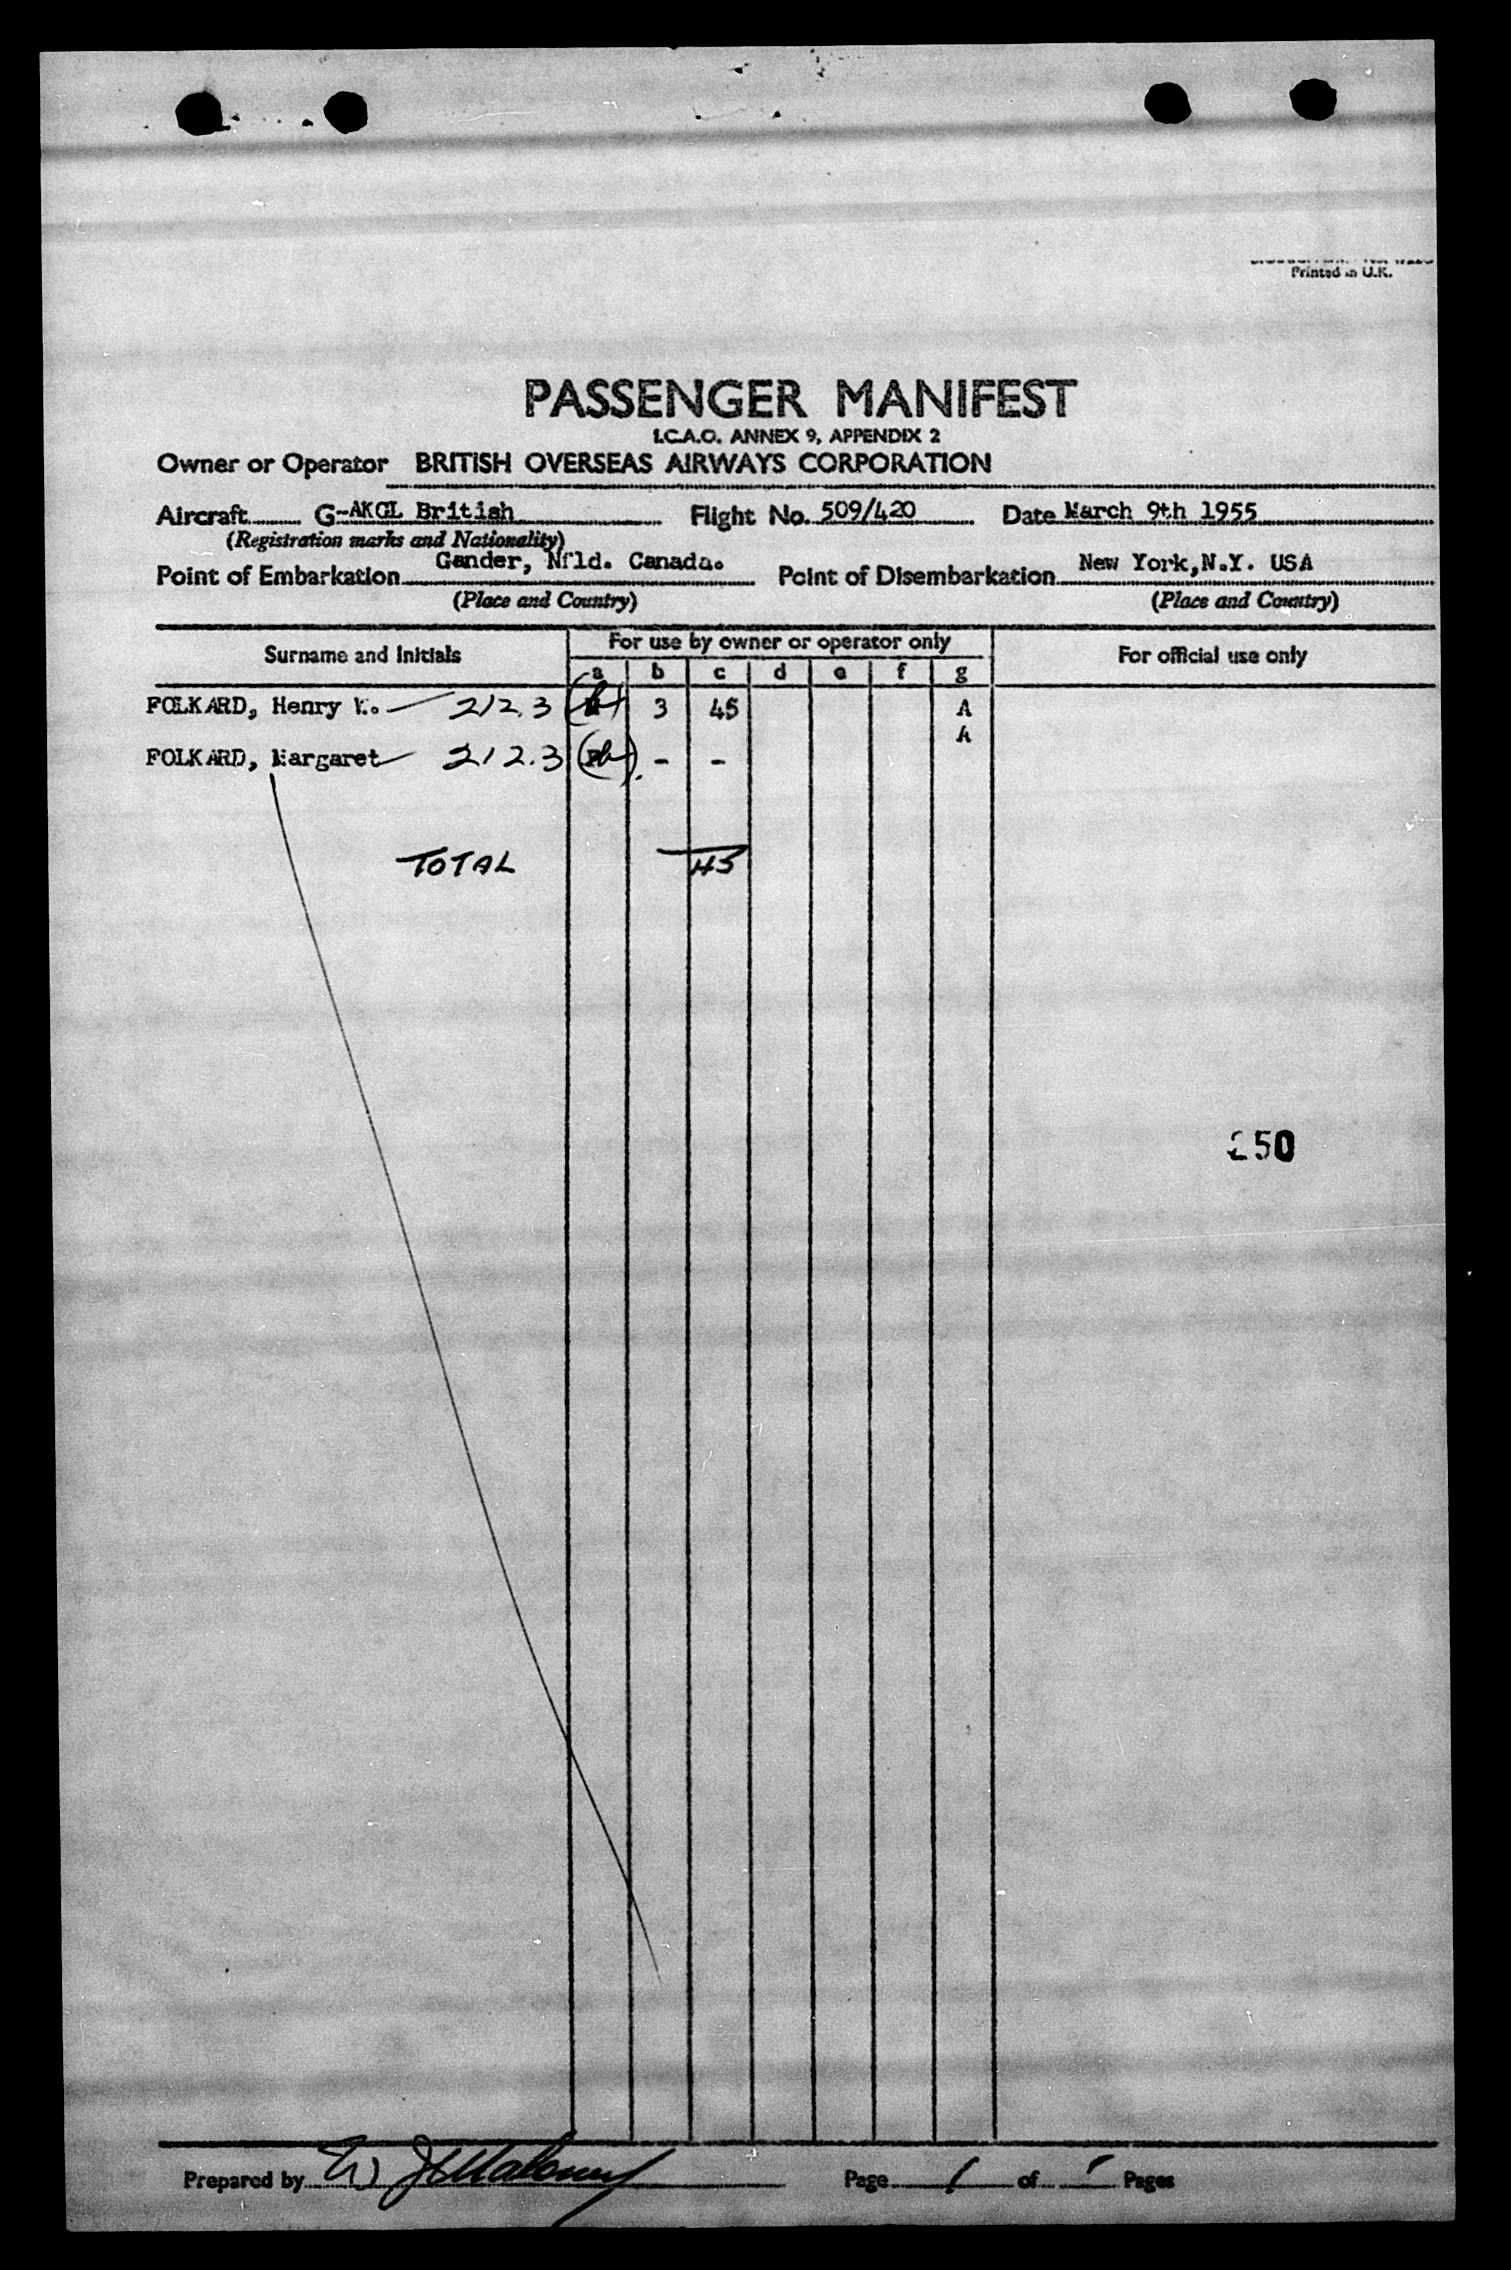 Printed in U.K.
PASSENGER MANIFEST
I.C.A.O. ANNEX 9, APPENDIX 2
Owner or Operator BRITISH OVERSEAS AIRWAYS CORPORATION
Aircraft G-AKGL British Flight No. 509/420 Date March 9th 1955
(Registration marks and Nationality)
Point of Embarkation Gander, Nfld. Canada. Point of Disembarkation New York, N.Y. USA
(Place and Country) (Place and Country)
Surname and Initials For use by owner or operator only For official use only
a b c d e f g
FOLKARD, Henry 212.3 3 45 A
A
FOLKARD, Margaret 212.3 - -
TOTAL 45
250
Prepared by Page 1 of 1 Pages